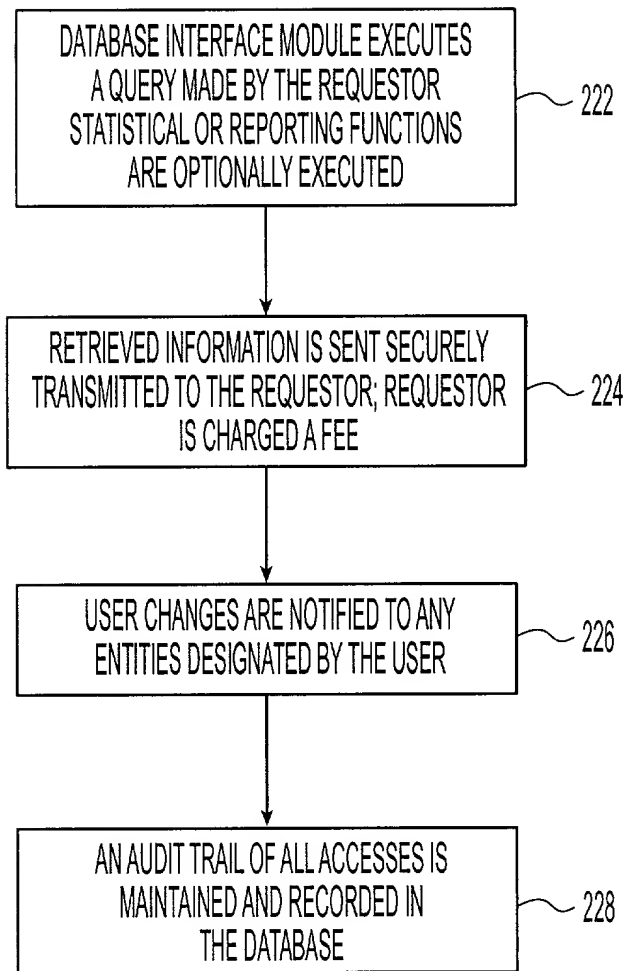 DATABASE INTERFACE MODULE EXECUTES
A QUERY MADE BY THE REQUESTOR
STATISTICAL OR REPORTING FUNCTIONS
ARE OPTIONALLY EXECUTED
222
RETRIEVED INFORMATION IS SENT SECURELY
TRANSMITTED TO THE REQUESTOR; REQUESTOR
IS CHARGED A FEE
224
USER CHANGES ARE NOTIFIED TO ANY
ENTITIES DESIGNATED BY THE USER
226
AN AUDIT TRAIL OF ALL ACCESSES IS
MAINTAINED AND RECORDED IN
THE DATABASE
228